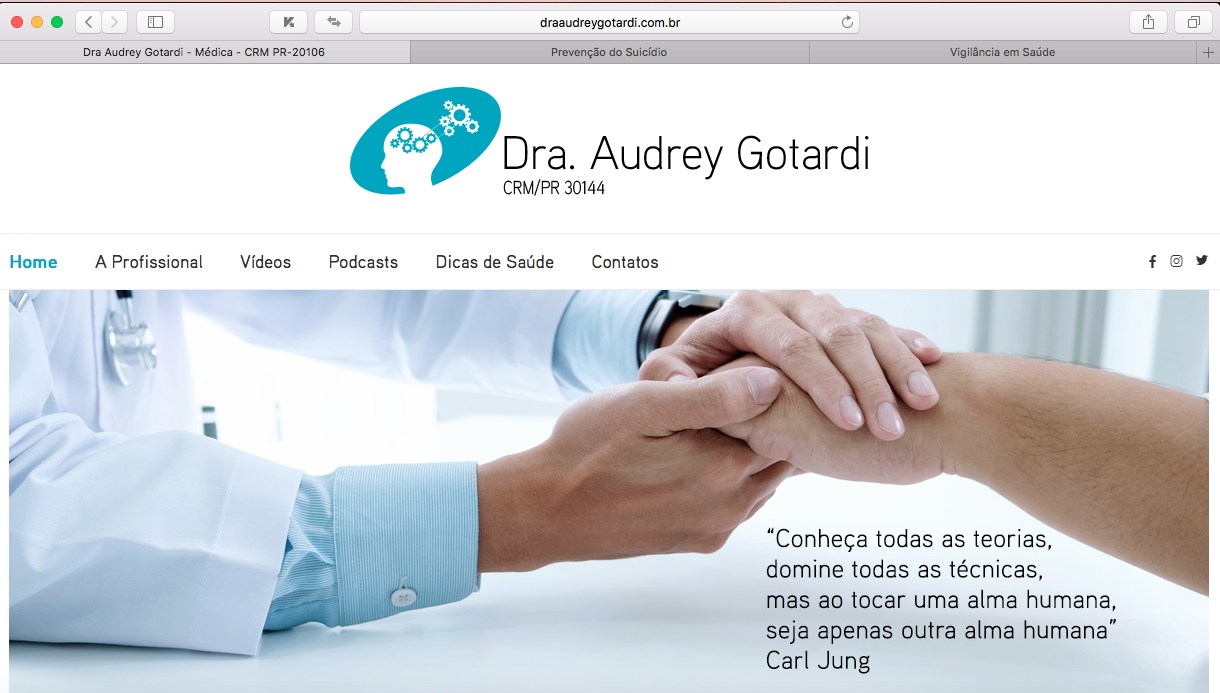 draaudreygotardi.com.br
Dra Audrey Gotardi - Médica - CRM PR-20106
Prevenção do Suicídio
Vigilância em Saúde
Dra. Audrey Gotardi
CRM/PR 30144
Home A Profissional Vídeos Podcasts Dicas de Saúde Contatos
“Conheça todas as teorias,
domine todas as técnicas,
mas ao tocar uma alma humana,
seja apenas outra alma humana”
Carl Jung